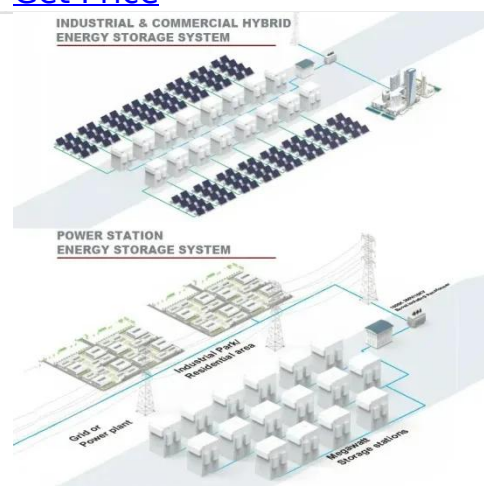 Get Price
INDUSTRIAL & COMMERCIAL HYBRID
ENERGY STORAGE SYSTEM
POWER STATION
ENERGY STORAGE SYSTEM
Industrial Park/
Residential area
Grid or
Power plant
Megawatt
Storage stations